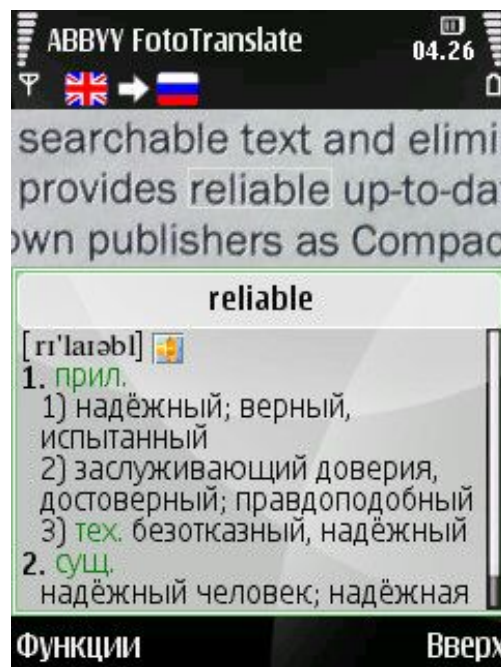 ABBYY FotoTranslate
04.26
searchable text and elimi
provides reliable up-to-da
own publishers as Compac
reliable
[rɪ'laɪəbl]
1. прил.
1) надёжный; верный,
испытанный
2) заслуживающий доверия,
достоверный; правдоподобный
3) тех. безотказный, надёжный
2. сущ.
надёжный человек; надёжная
Функции Вверх